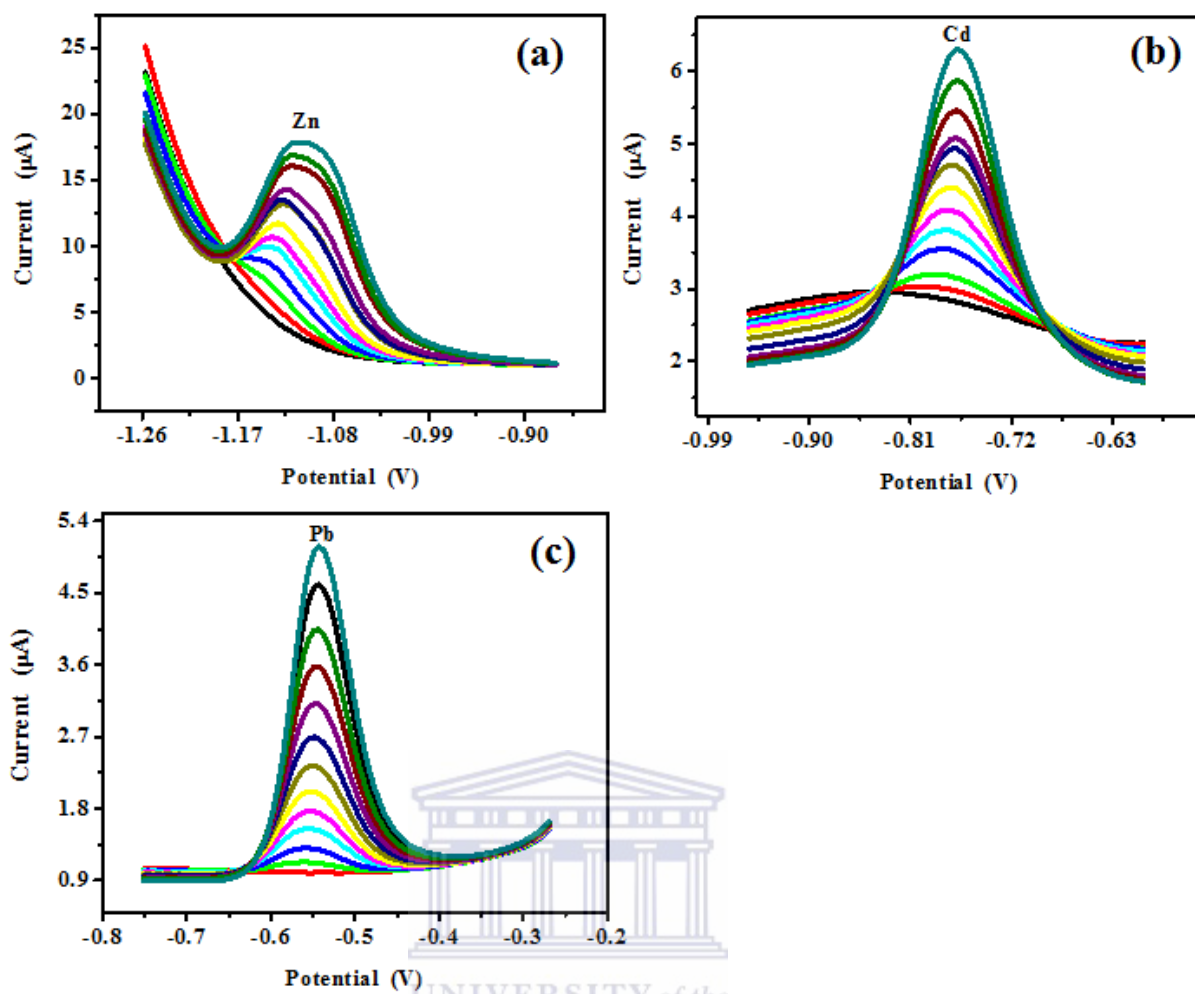 (a)
Zn
25
20
15
10
5
0
Current (µA)
-1.26 -1.17 -1.08 -0.99 -0.90
Potential (V)
(b)
Cd
6
5
4
3
2
Current (µA)
-0.99 -0.90 -0.81 -0.72 -0.63
Potential (V)
(c)
Pb
5.4
4.5
3.6
2.7
1.8
0.9
Current (µA)
-0.8 -0.7 -0.6 -0.5 -0.4 -0.3 -0.2
Potential (V)
UNIVERSITY of the